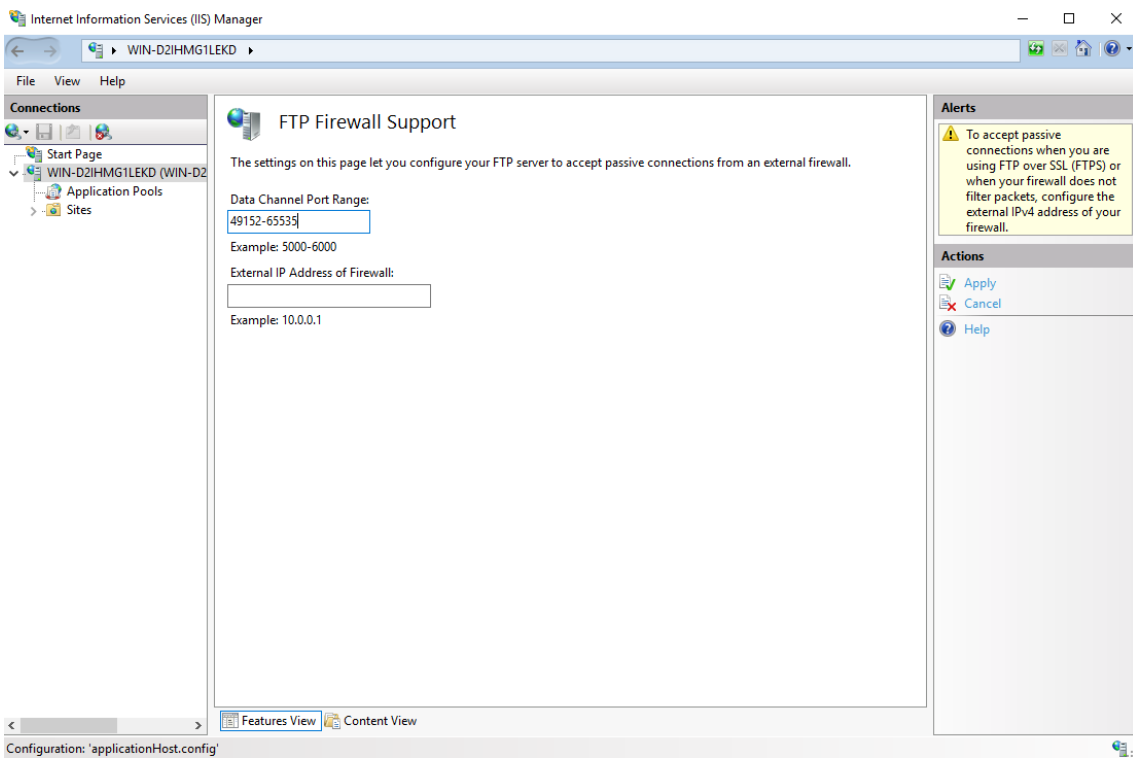 Internet Information Services (IIS) Manager
WIN-D2IHMG1LEKD
File View Help
Connections
Start Page
WIN-D2IHMG1LEKD (WIN-D2
Application Pools
Sites
FTP Firewall Support
The settings on this page let you configure your FTP server to accept passive connections from an external firewall.
Data Channel Port Range:
49152-65535
Example: 5000-6000
External IP Address of Firewall:
Example: 10.0.0.1
Features View Content View
Alerts
To accept passive
connections when you are
using FTP over SSL (FTPS) or
when your firewall does not
filter packets, configure the
external IPv4 address of your
firewall.
Actions
Apply
Cancel
Help
Configuration: 'applicationHost.config'